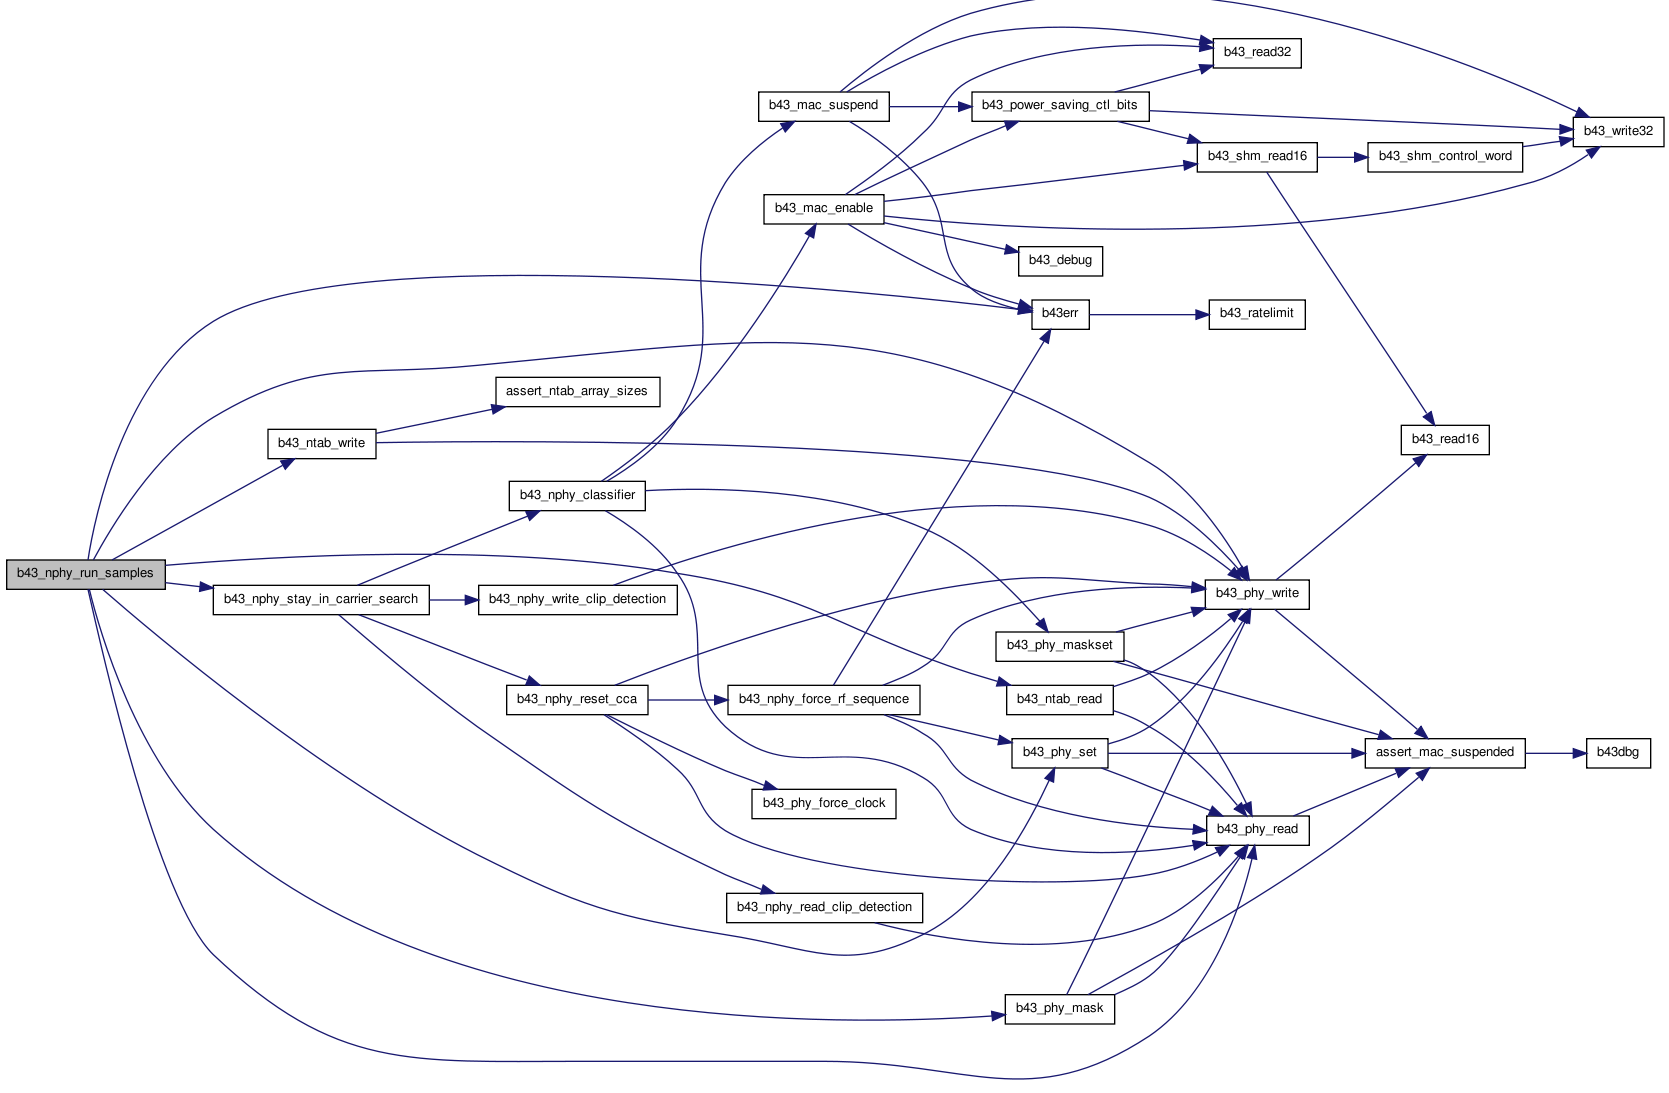 b43_read32
b43_mac_suspend
b43_power_saving_ctl_bits
b43_write32
b43_shm_read16
b43_shm_control_word
b43_mac_enable
b43_debug
b43err
b43_ratelimit
assert_ntab_array_sizes
b43_ntab_write
b43_read16
b43_nphy_classifier
b43_nphy_run_samples
b43_nphy_stay_in_carrier_search
b43_nphy_write_clip_detection
b43_phy_write
b43_phy_maskset
b43_nphy_reset_cca
b43_nphy_force_rf_sequence
b43_ntab_read
b43_phy_set
assert_mac_suspended
b43dbg
b43_phy_force_clock
b43_phy_read
b43_nphy_read_clip_detection
b43_phy_mask